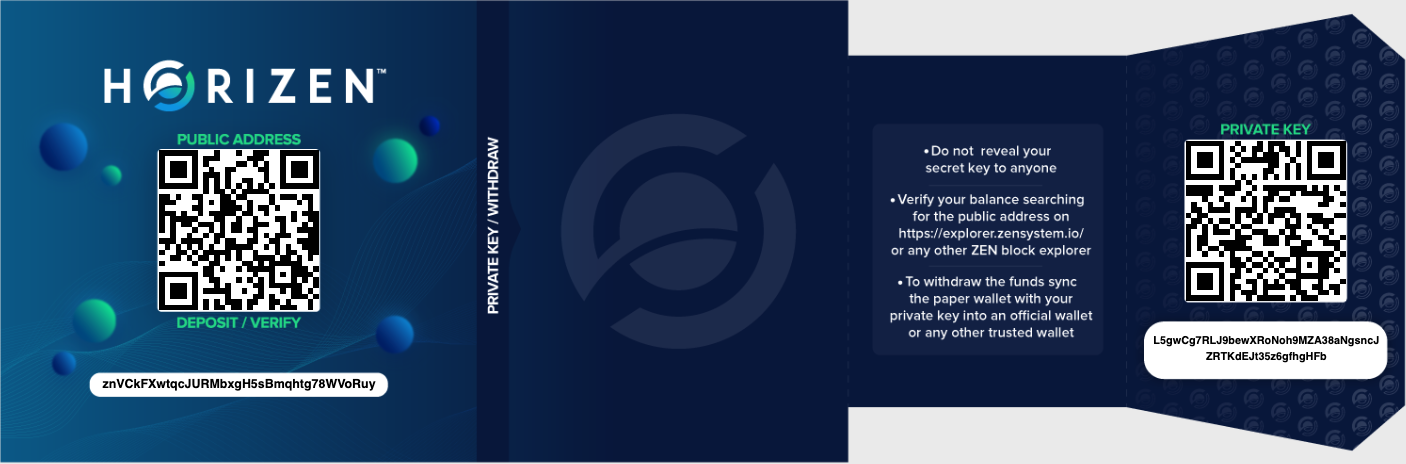 HORIZEN™
PUBLIC ADDRESS
DEPOSIT / VERIFY
znVCkFXwtqcJURMbxgH5sBmqhtg78WVoRuy
PRIVATE KEY / WITHDRAW
•Do not reveal your
secret key to anyone
•Verify your balance searching
for the public address on
https://explorer.zensystem.io/
or any other ZEN block explorer
•To withdraw the funds sync
the paper wallet with your
private key into an official wallet
or any other trusted wallet
PRIVATE KEY
L5gwCg7RLJ9bewXRoNoh9MZA38aNgsncJ
ZRTKdEJt35z6gfhgHFb